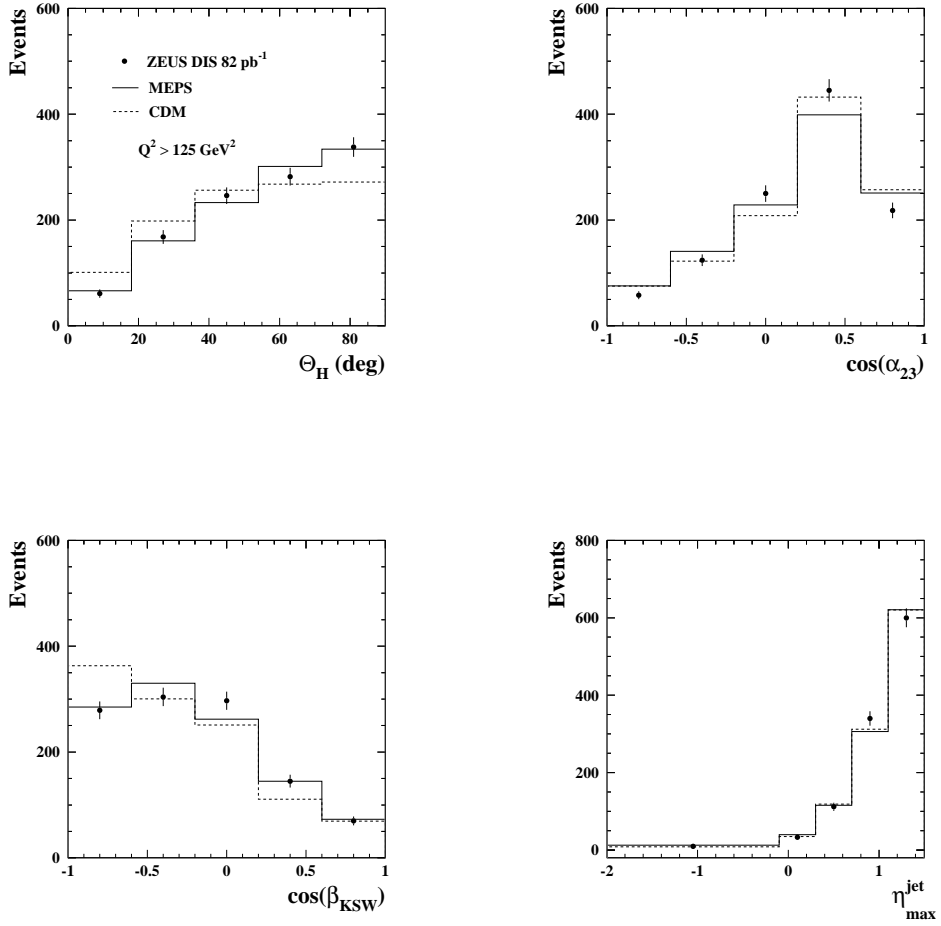 Events
600
400
200
0
ZEUS DIS 82 pb⁻¹
MEPS
CDM
Q² > 125 GeV²
0 20 40 60 80
Θ_H (deg)
Events
600
400
200
0
-1 -0.5 0 0.5 1
cos(α₂₃)
Events
600
400
200
0
-1 -0.5 0 0.5 1
cos(β_KSW)
Events
800
600
400
200
0
-2 -1 0 1
η^jet_max